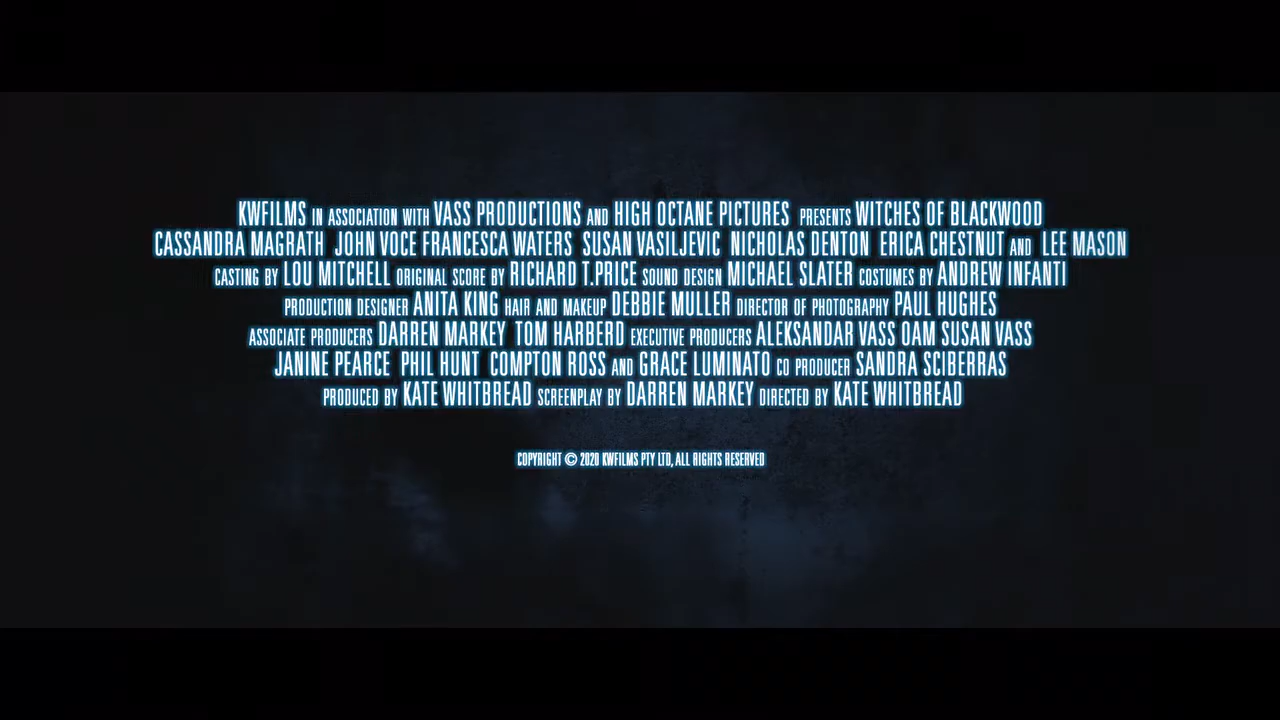 KWFILMS IN ASSOCIATION WITH VASS PRODUCTIONS AND HIGH OCTANE PICTURES PRESENTS WITCHES OF BLACKWOOD
CASSANDRA MAGRATH JOHN VOCE FRANCESCA WATERS SUSAN VASILJEVIC NICHOLAS DENTON ERICA CHESTNUT AND LEE MASON
CASTING BY LOU MITCHELL ORIGINAL SCORE BY RICHARD T.PRICE SOUND DESIGN MICHAEL SLATER COSTUMES BY ANDREW INFANTI
PRODUCTION DESIGNER ANITA KING HAIR AND MAKEUP DEBBIE MULLER DIRECTOR OF PHOTOGRAPHY PAUL HUGHES
ASSOCIATE PRODUCERS DARREN MARKEY TOM HARBERD EXECUTIVE PRODUCERS ALEKSANDAR VASS OAM SUSAN VASS
JANINE PEARCE PHIL HUNT COMPTON ROSS AND GRACE LUMINATO CO PRODUCER SANDRA SCIBERRAS
PRODUCED BY KATE WHITBREAD SCREENPLAY BY DARREN MARKEY DIRECTED BY KATE WHITBREAD
COPYRIGHT © 2020 KWFILMS PTY LTD, ALL RIGHTS RESERVED